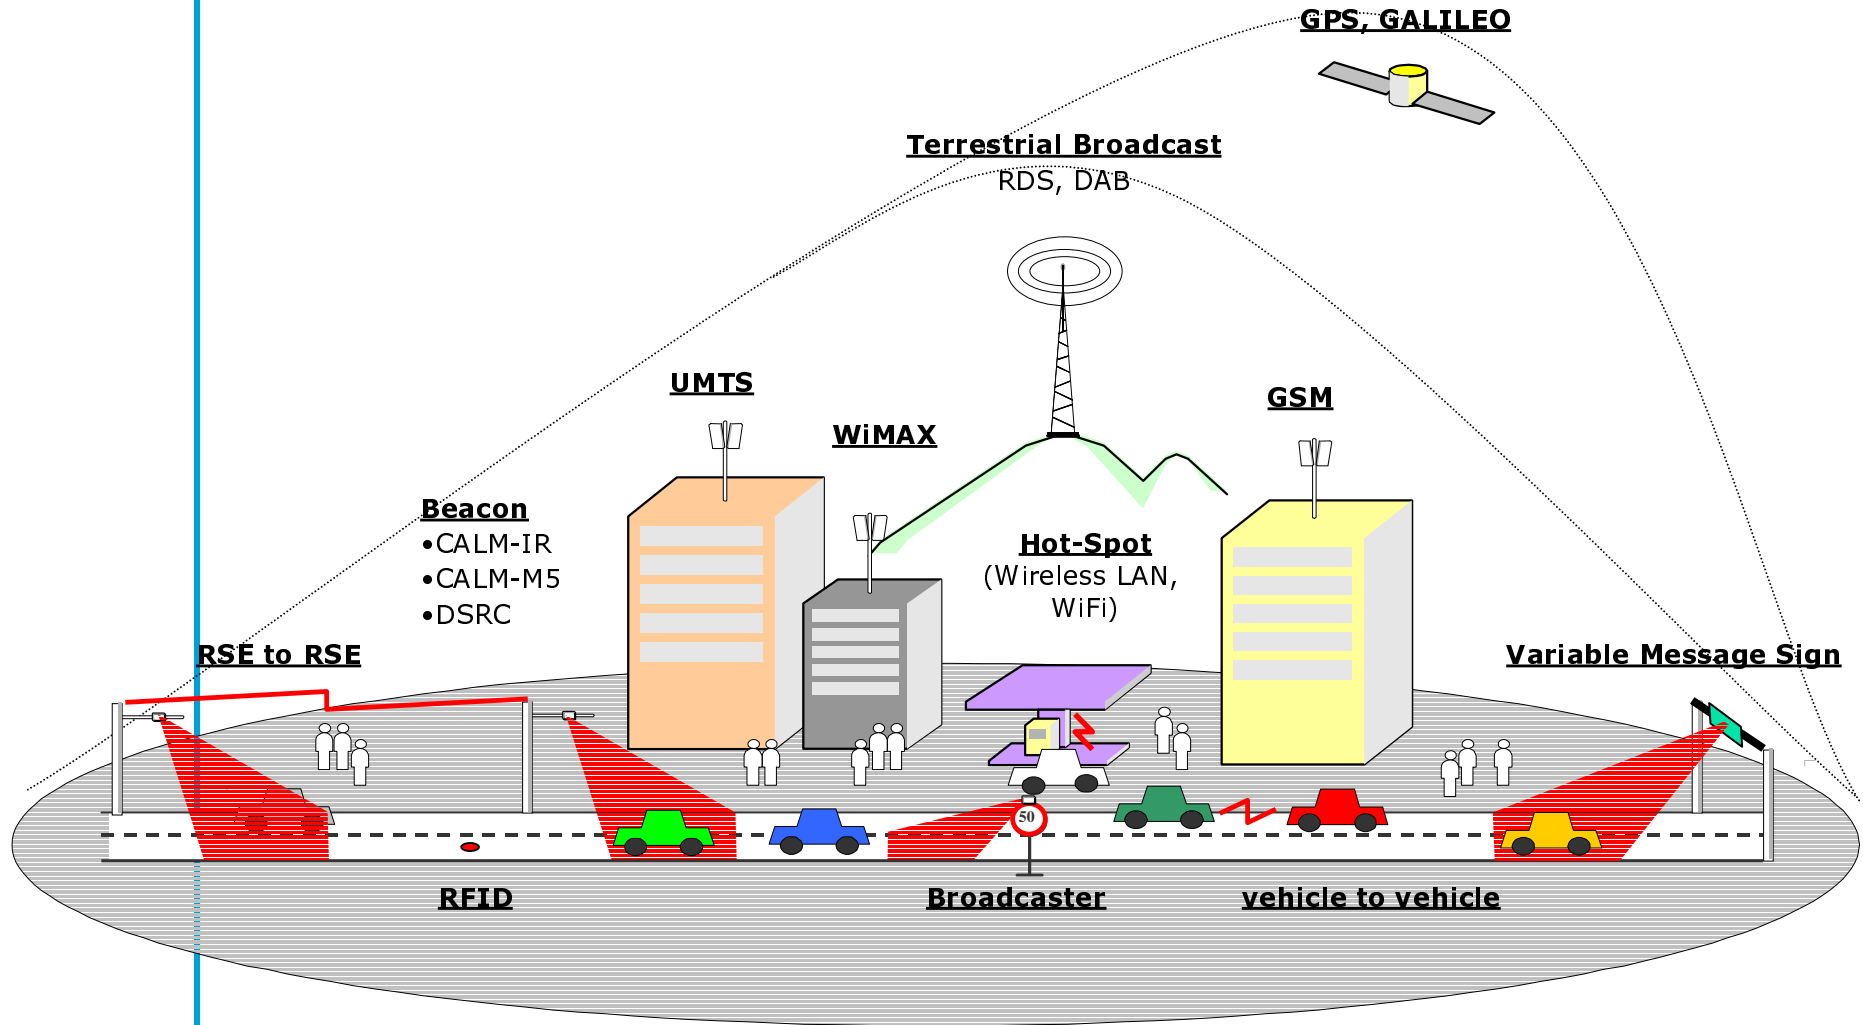 GPS, GALILEO
Terrestrial Broadcast
RDS, DAB
UMTS
GSM
WiMAX
Beacon
•CALM-IR
•CALM-M5
•DSRC
Hot-Spot
(Wireless LAN,
WiFi)
RSE to RSE
Variable Message Sign
50
RFID
Broadcaster
vehicle to vehicle